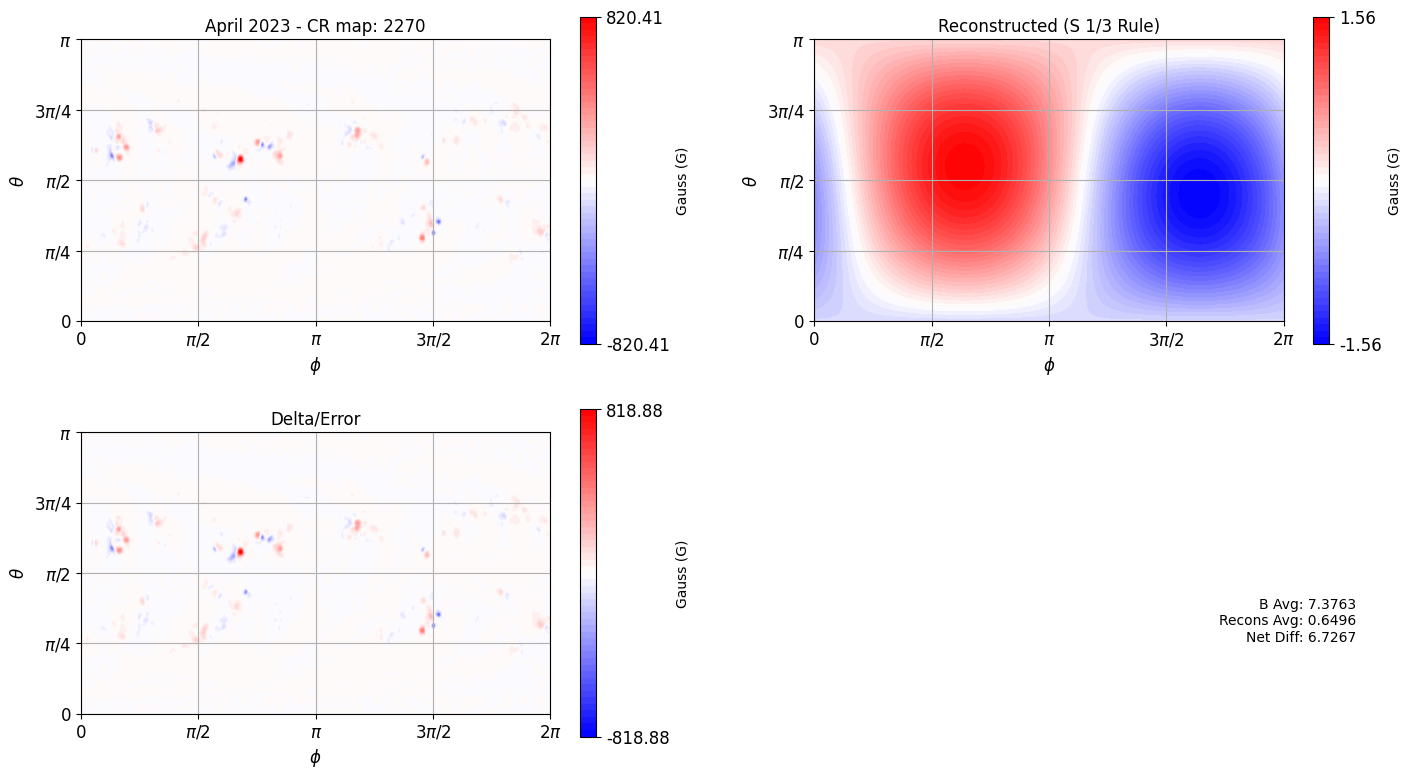 April 2023 - CR map: 2270
820.41
-820.41
Gauss (G)
π
3π/4
π/2
π/4
0
θ
0
π/2
π
3π/2
2π
ϕ
Reconstructed (S 1/3 Rule)
1.56
-1.56
Gauss (G)
π
3π/4
π/2
π/4
0
θ
0
π/2
π
3π/2
2π
ϕ
Delta/Error
818.88
-818.88
Gauss (G)
π
3π/4
π/2
π/4
0
θ
0
π/2
π
3π/2
2π
ϕ
B Avg: 7.3763
Recons Avg: 0.6496
Net Diff: 6.7267